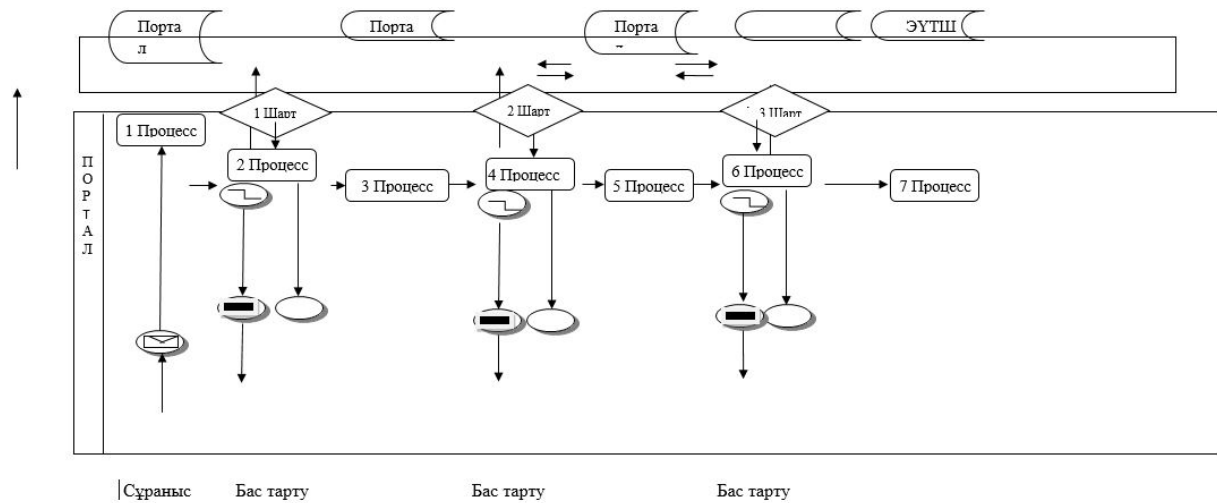 Порта
л
Порта
Порта
ЭҮТШ
1 Шарт
2 Шарт
3 Шарт
1 Процесс
2 Процесс
3 Процесс
4 Процесс
5 Процесс
6 Процесс
7 Процесс
ПОРТАЛ
Сұраныс
Бас тарту
Бас тарту
Бас тарту